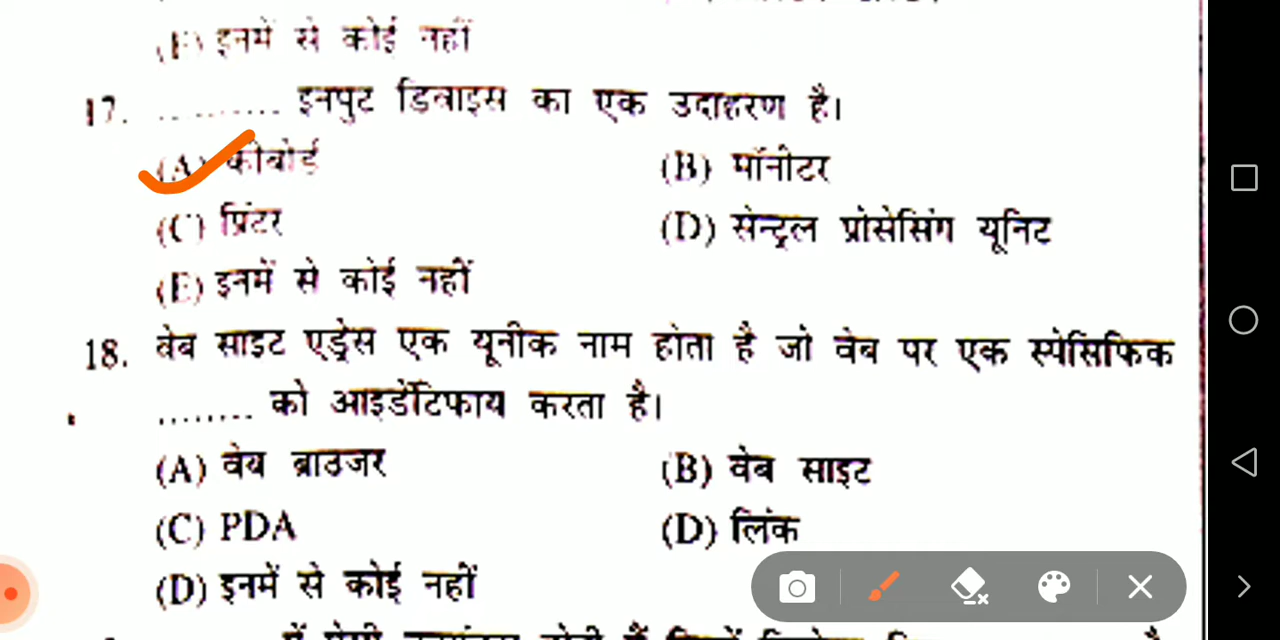 (E) इनमें से कोई नहीं
17. .......... इनपुट डिवाइस का एक उदाहरण है।
(A) कीबोर्ड (B) मॉनीटर
(C) प्रिंटर (D) सेन्ट्रल प्रोसेसिंग यूनिट
(E) इनमें से कोई नहीं
18. वेब साइट एड्रेस एक यूनीक नाम होता है जो वेब पर एक स्पेसिफिक
........ को आइडेंटिफाय करता है।
(A) वेब ब्राउजर (B) वेब साइट
(C) PDA (D) लिंक
(D) इनमें से कोई नहीं